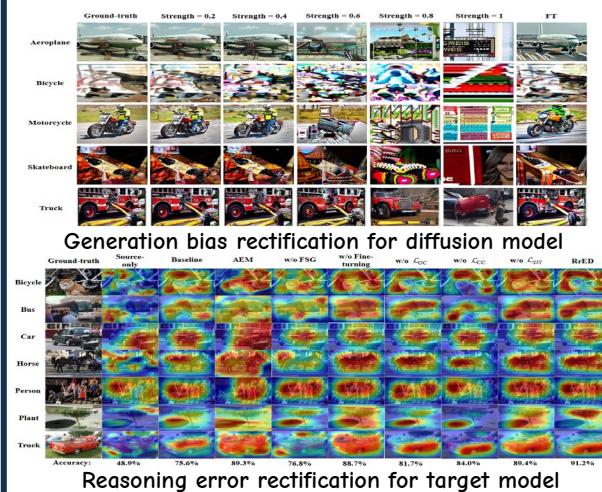 Ground-truth Strength = 0.2 Strength = 0.4 Strength = 0.6 Strength = 0.8 Strength = 1 FT
Aeroplane
Bicycle
Motorcycle
Skateboard
Truck
Generation bias rectification for diffusion model
Ground-truth Source-only Baseline AEM w/o FSG w/o Fine-turning w/o ℒ_QC w/o ℒ_CC w/o RrED
Bicycle
Bus
Car
Horse
Person
Plant
Truck
Accuracy: 48.9% 75.6% 89.3% 76.8% 88.7% 81.7% 84.0% 89.4% 91.2%
Reasoning error rectification for target model